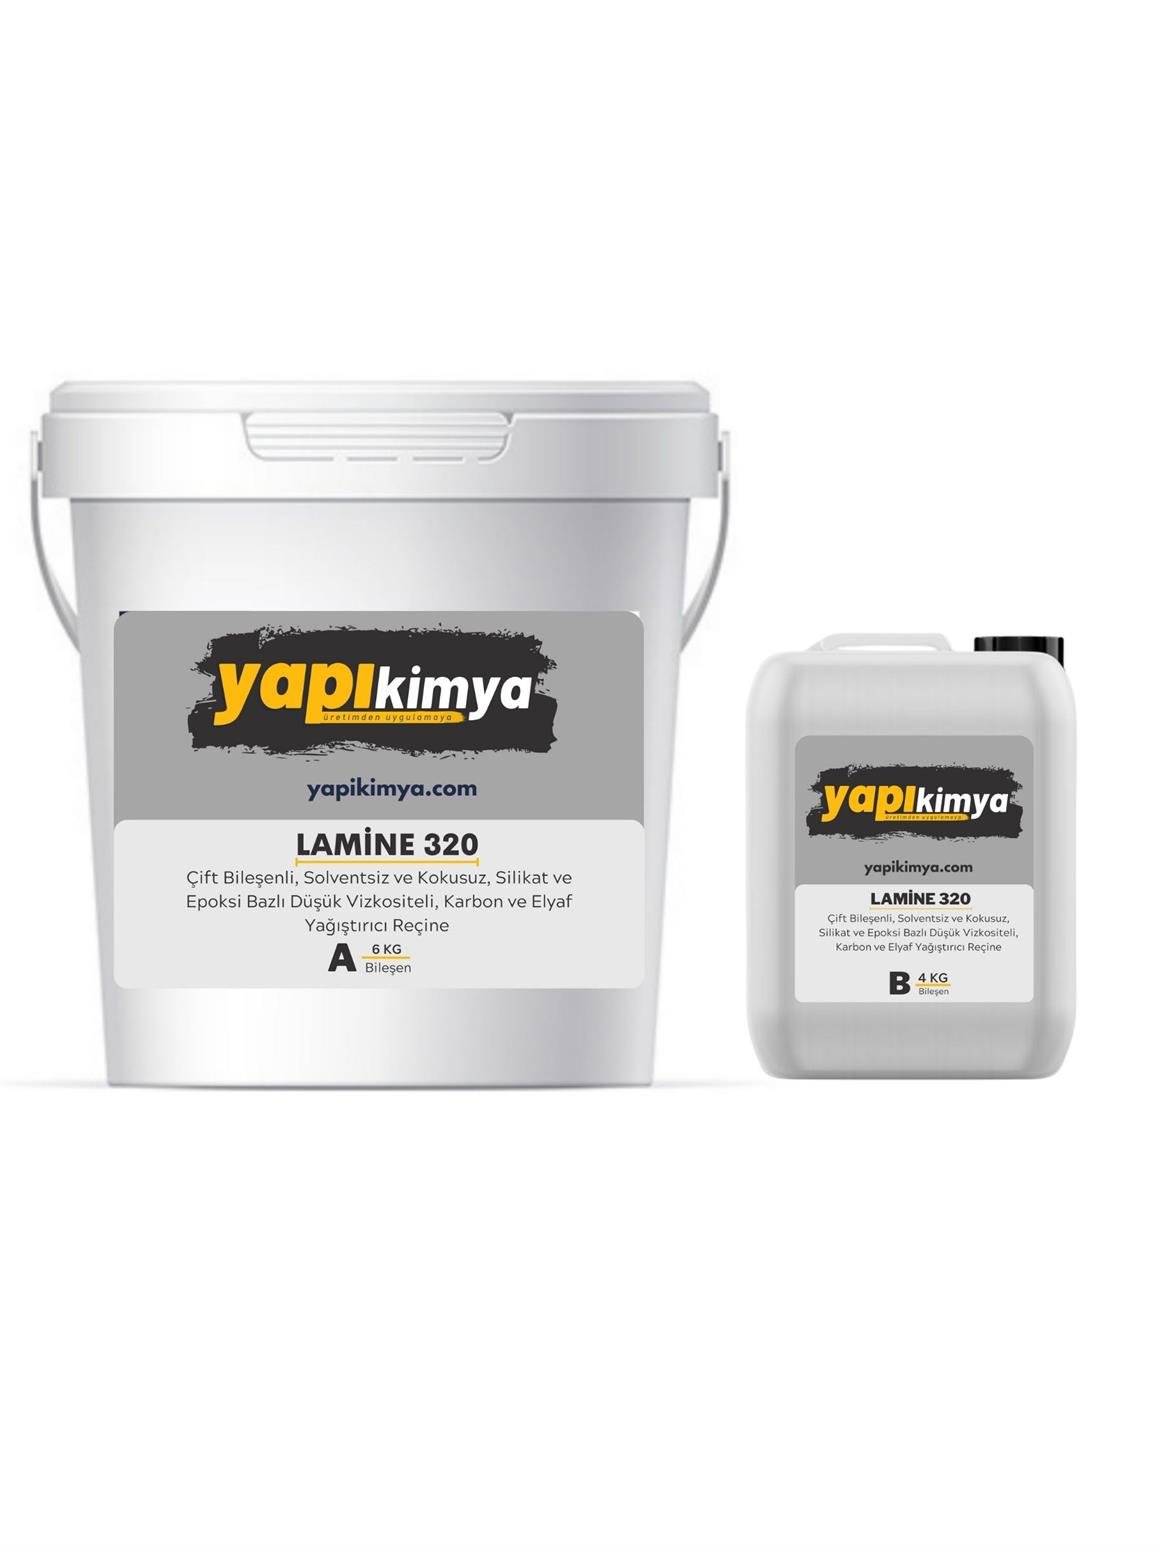 yapıkimya
üretimden uygulamaya
yapikimya.com
LAMİNE 320
Çift Bileşenli, Solventsiz ve Kokusuz, Silikat ve
Epoksi Bazlı Düşük Vizkositeli, Karbon ve Elyaf
Yağıştırıcı Reçine
A 6 KG
Bileşen
yapıkimya
üretimden uygulamaya
yapikimya.com
LAMİNE 320
Çift Bileşenli, Solventsiz ve Kokusuz,
Silikat ve Epoksi Bazlı Düşük Vizkositeli,
Karbon ve Elyaf Yağıştırıcı Reçine
B 4 KG
Bileşen